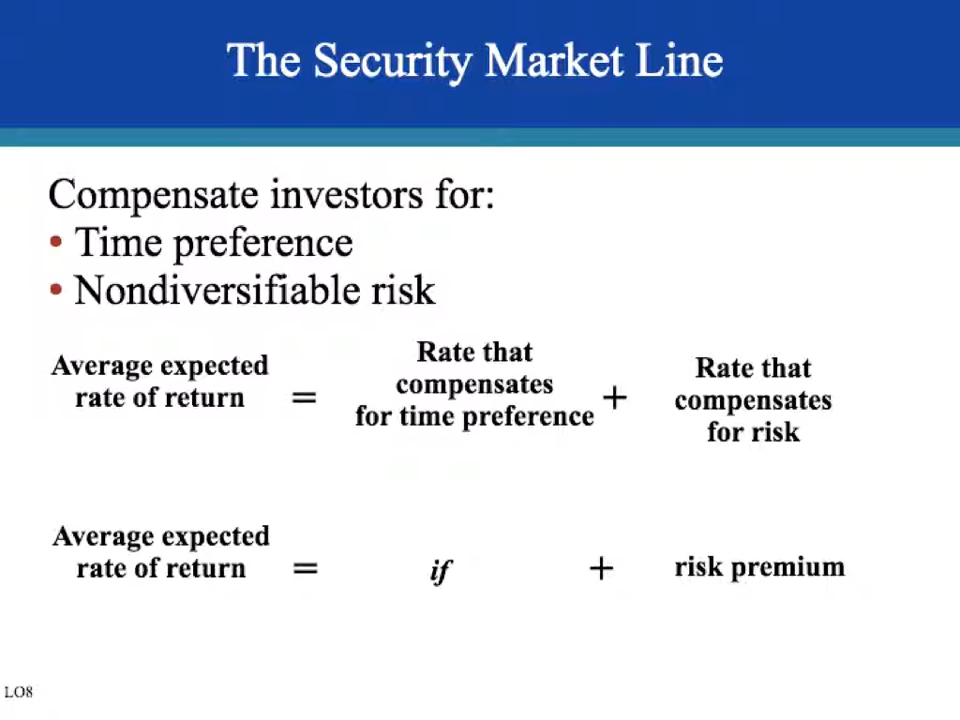 The Security Market Line
Compensate investors for:
• Time preference
• Nondiversifiable risk
Average expected
rate of return
=
Rate that
compensates
for time preference
+
Rate that
compensates
for risk
Average expected
rate of return
=
if
+
risk premium
LO8